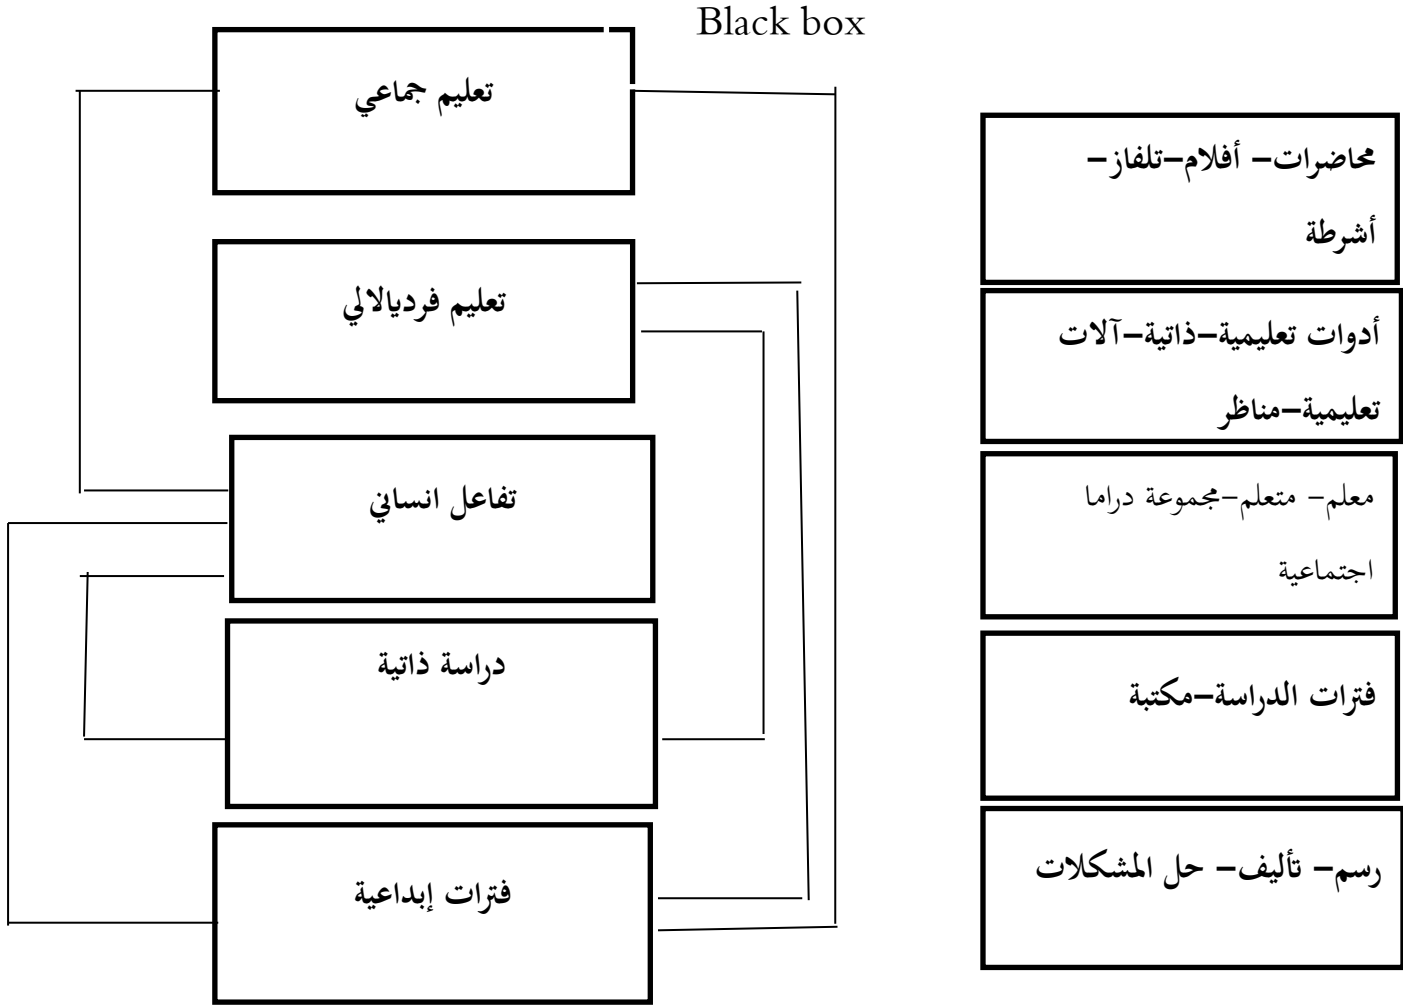 Black box
تعليم جماعي
محاضرات– أفلام–تلفاز–
أشرطة
تعليم فرديالالي
أدوات تعليمية–ذاتية–آلات
تعليمية–مناظر
تفاعل انساني
معلم– متعلم–مجموعة دراما
اجتماعية
دراسة ذاتية
فترات الدراسة–مكتبة
فترات إبداعية
رسم– تأليف– حل المشكلات